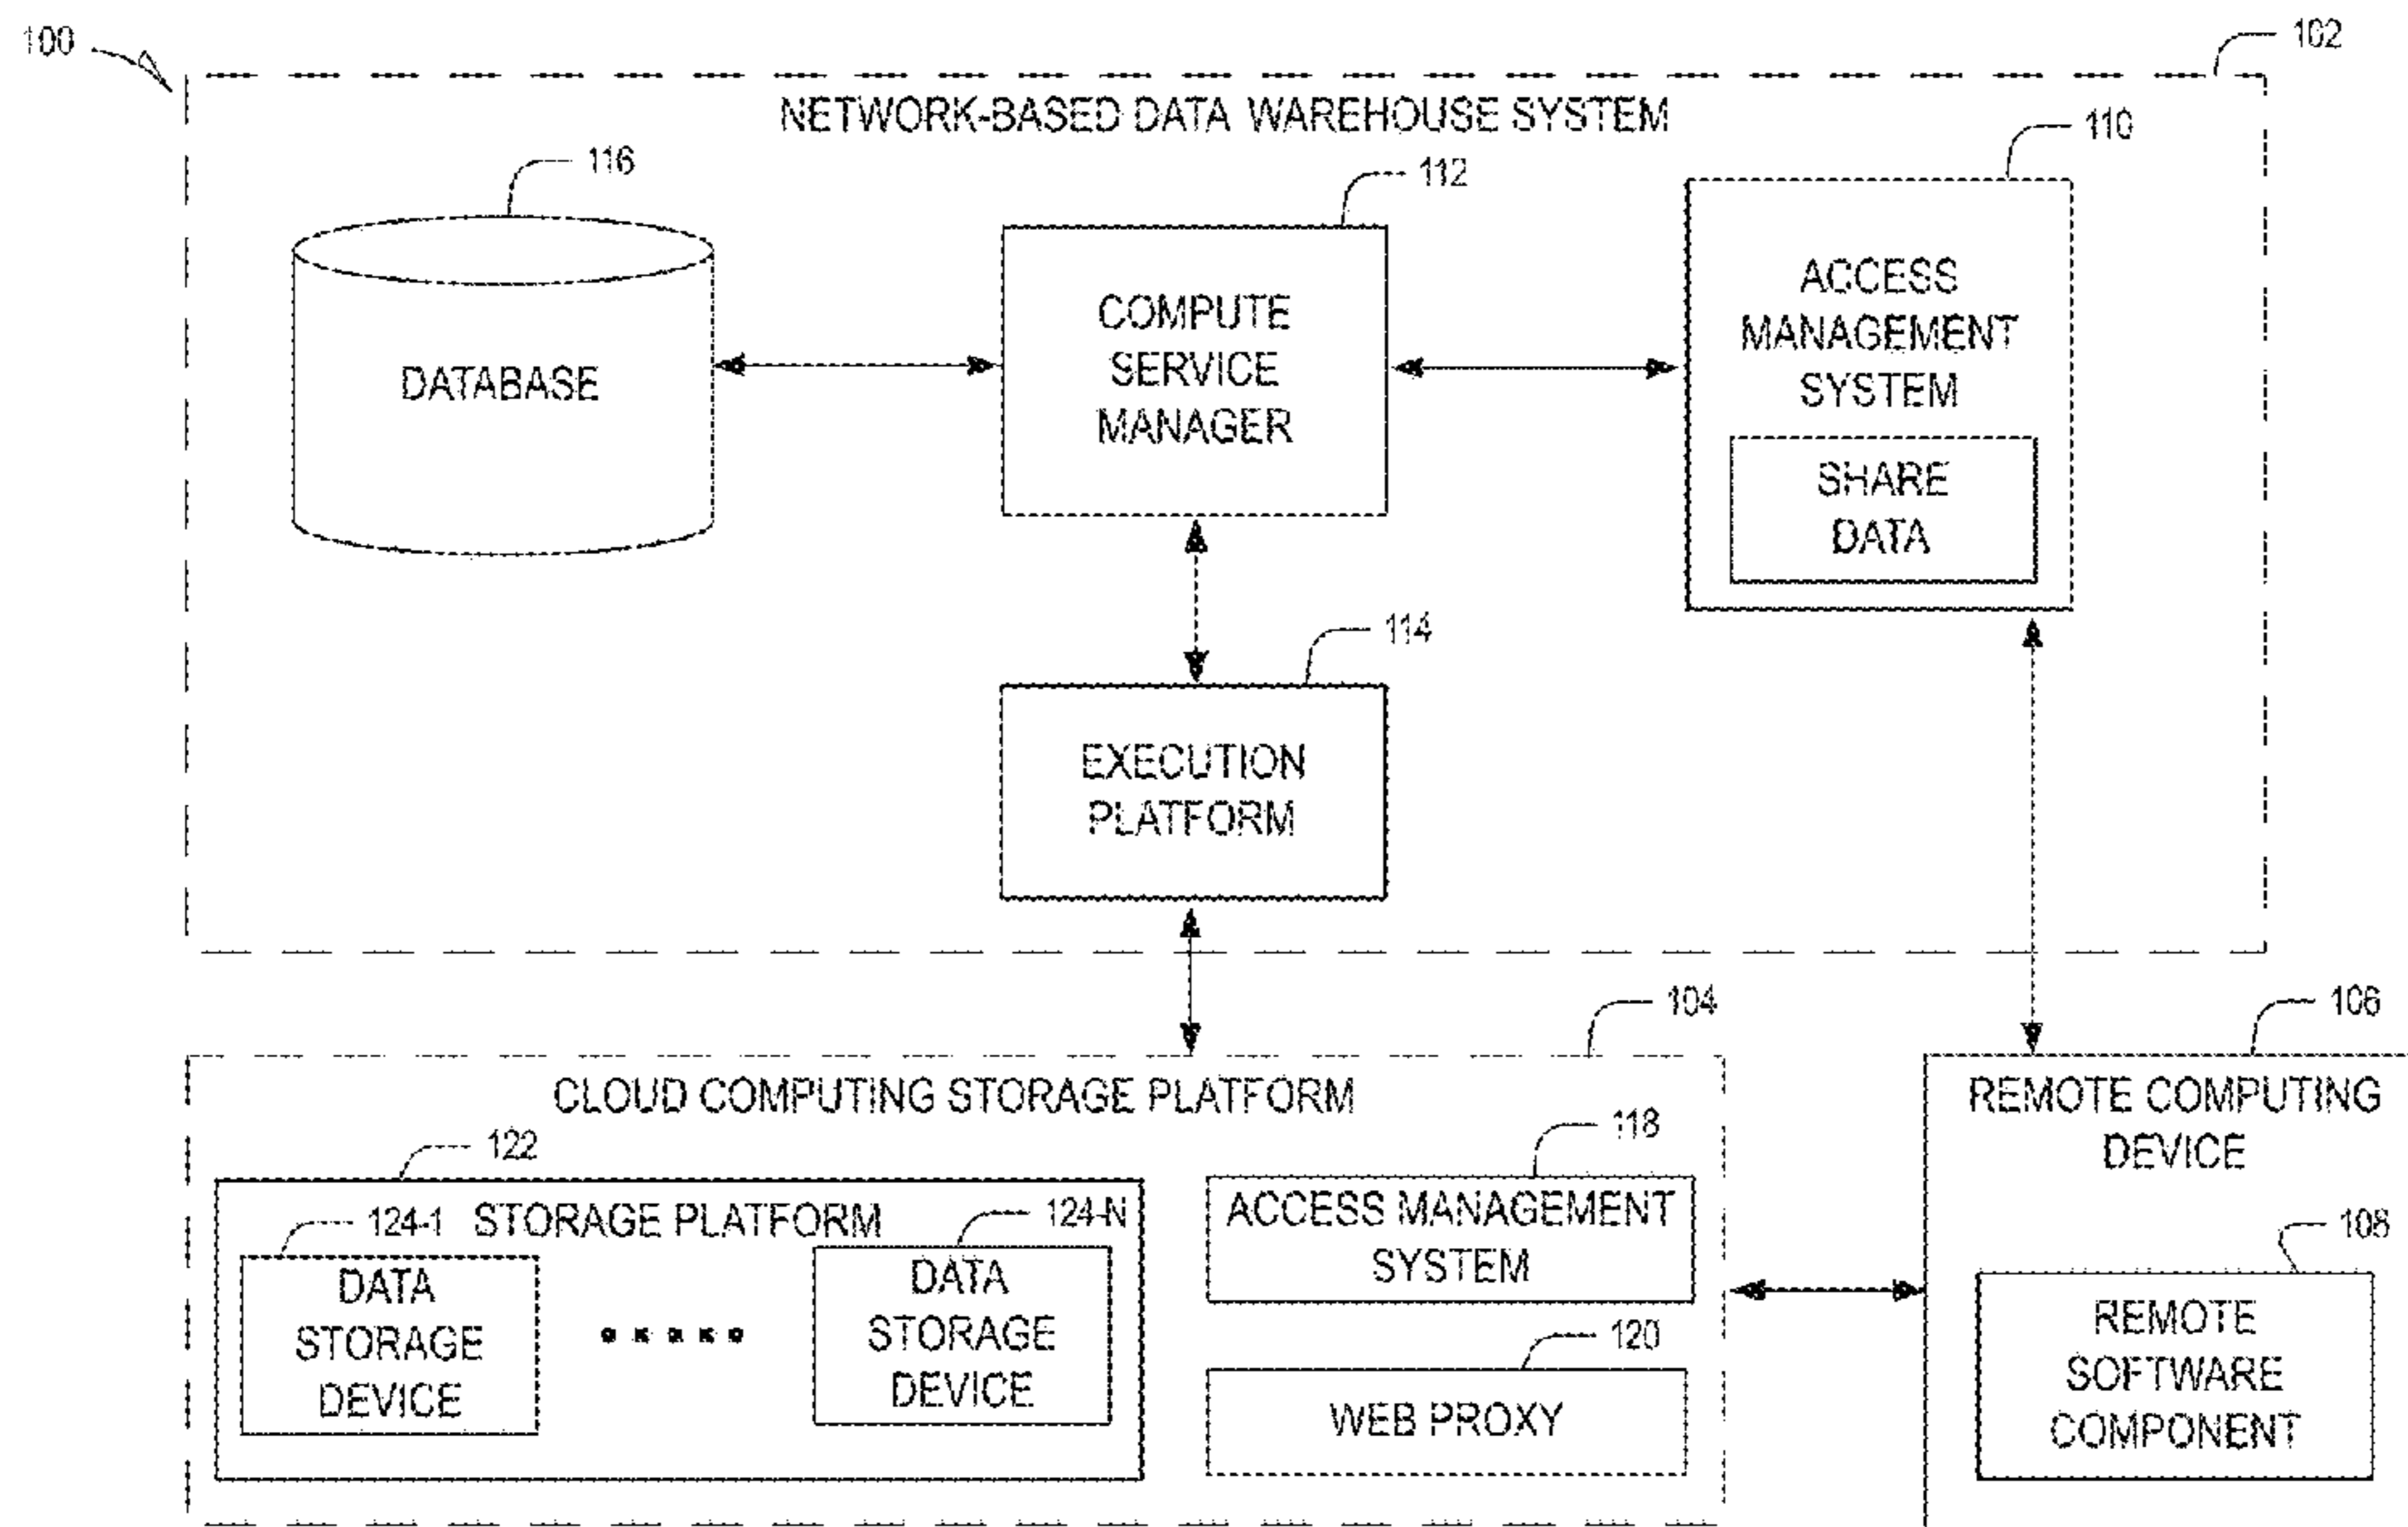 100
102
NETWORK-BASED DATA WAREHOUSE SYSTEM
116
112
110
DATABASE
COMPUTE
SERVICE
MANAGER
ACCESS
MANAGEMENT
SYSTEM
SHARE
DATA
114
EXECUTION
PLATFORM
104
106
CLOUD COMPUTING STORAGE PLATFORM
122
124-1 STORAGE PLATFORM 124-N
DATA
STORAGE
DEVICE
DATA
STORAGE
DEVICE
118
ACCESS MANAGEMENT
SYSTEM
120
WEB PROXY
REMOTE COMPUTING
DEVICE
108
REMOTE
SOFTWARE
COMPONENT